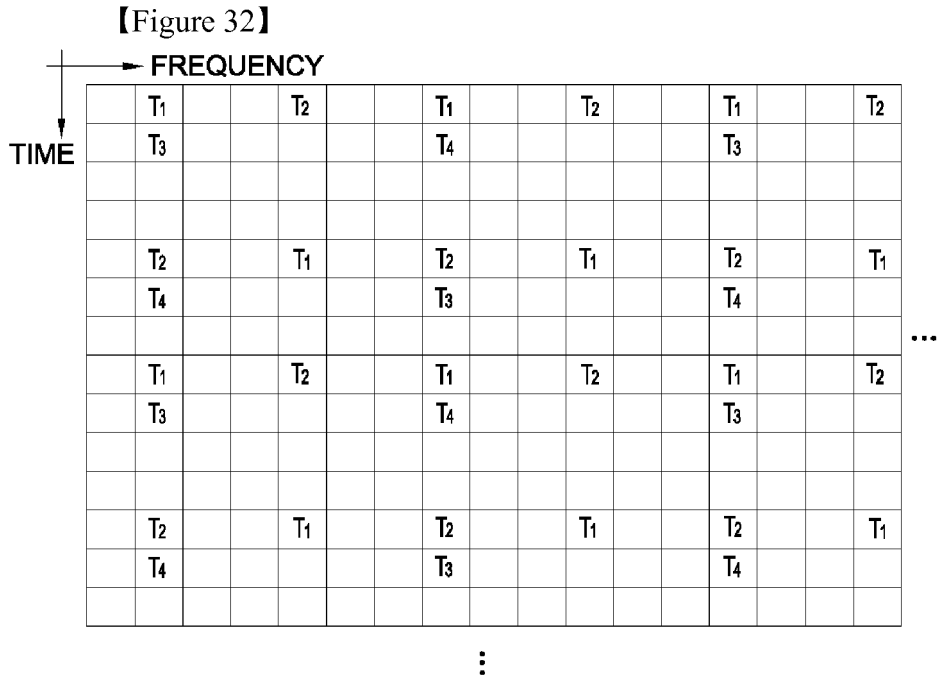 【Figure 32】
FREQUENCY
TIME
T1 T2 T1 T2 T1 T2
T3 T4 T3
T2 T1 T2 T1 T2 T1
T4 T3 T4
...
T1 T2 T1 T2 T1 T2
T3 T4 T3
T2 T1 T2 T1 T2 T1
T4 T3 T4
⋮